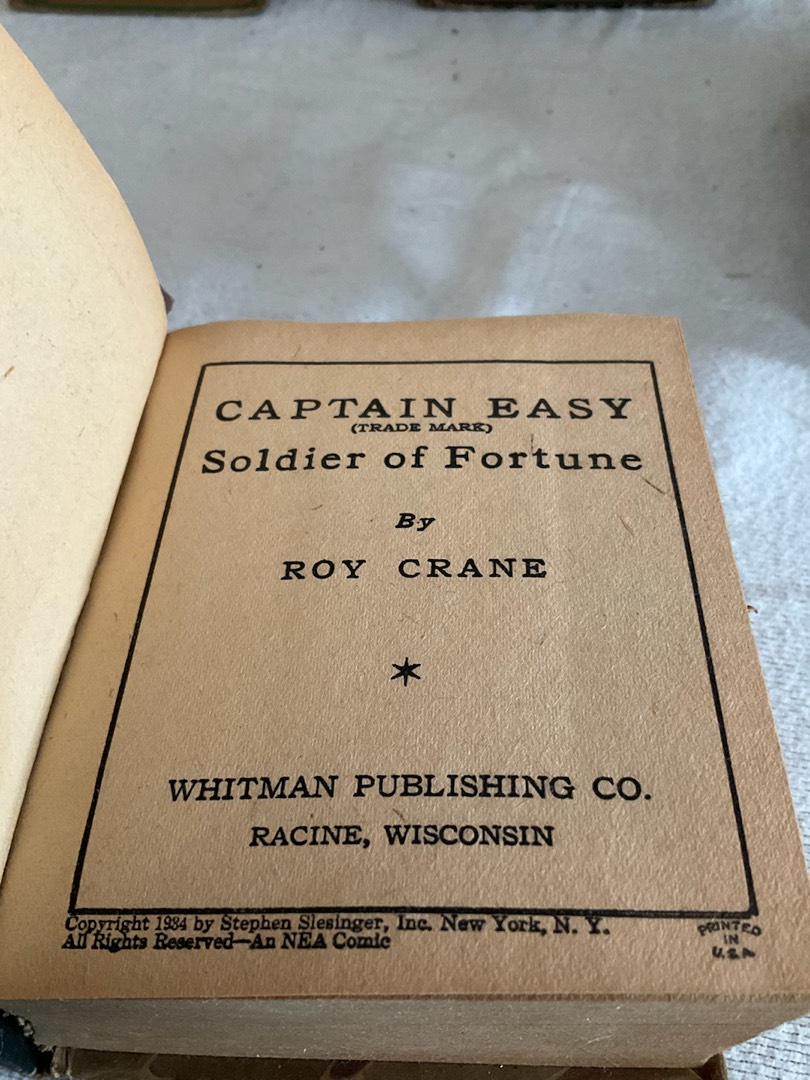 CAPTAIN EASY
(TRADE MARK)
Soldier of Fortune
By
ROY CRANE
WHITMAN PUBLISHING CO.
RACINE, WISCONSIN
Copyright 1934 by Stephen Slesinger, Inc. New York, N. Y.
All Rights Reserved—An NEA Comic
PRINTED
IN
U.S.A.